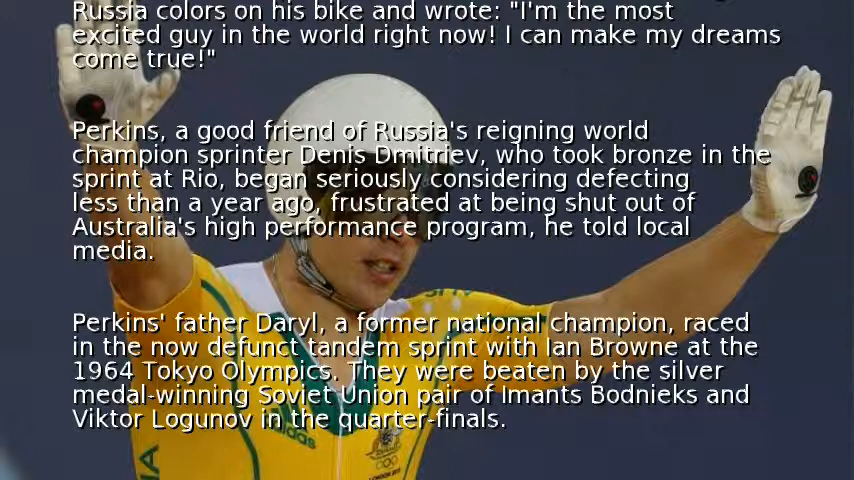 Russia colors on his bike and wrote: "I'm the most
excited guy in the world right now! I can make my dreams
come true!"
Perkins, a good friend of Russia's reigning world
champion sprinter Denis Dmitriev, who took bronze in the
sprint at Rio, began seriously considering defecting
less than a year ago, frustrated at being shut out of
Australia's high performance program, he told local
media.
Perkins' father Daryl, a former national champion, raced
in the now defunct tandem sprint with Ian Browne at the
1964 Tokyo Olympics. They were beaten by the silver
medal-winning Soviet Union pair of Imants Bodnieks and
Viktor Logunov in the quarter-finals.
adidas